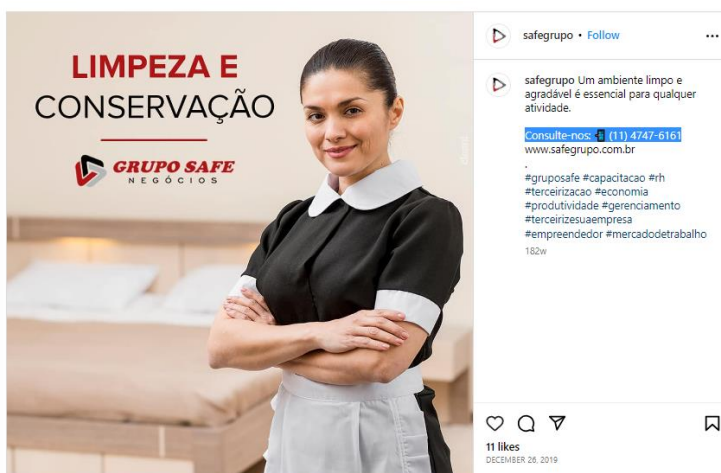 LIMPEZA E
CONSERVAÇÃO
GRUPO SAFE
NEGÓCIOS
safegrupo • Follow
safegrupo Um ambiente limpo e
agradável é essencial para qualquer
atividade.
Consulte-nos: 📲 (11) 4747-6161
www.safegrupo.com.br
.
#gruposafe #capacitacao #rh
#terceirizacao #economia
#produtividade #gerenciamento
#terceirizesuaempresa
#empreendedor #mercadodetrabalho
182w
11 likes
DECEMBER 26, 2019